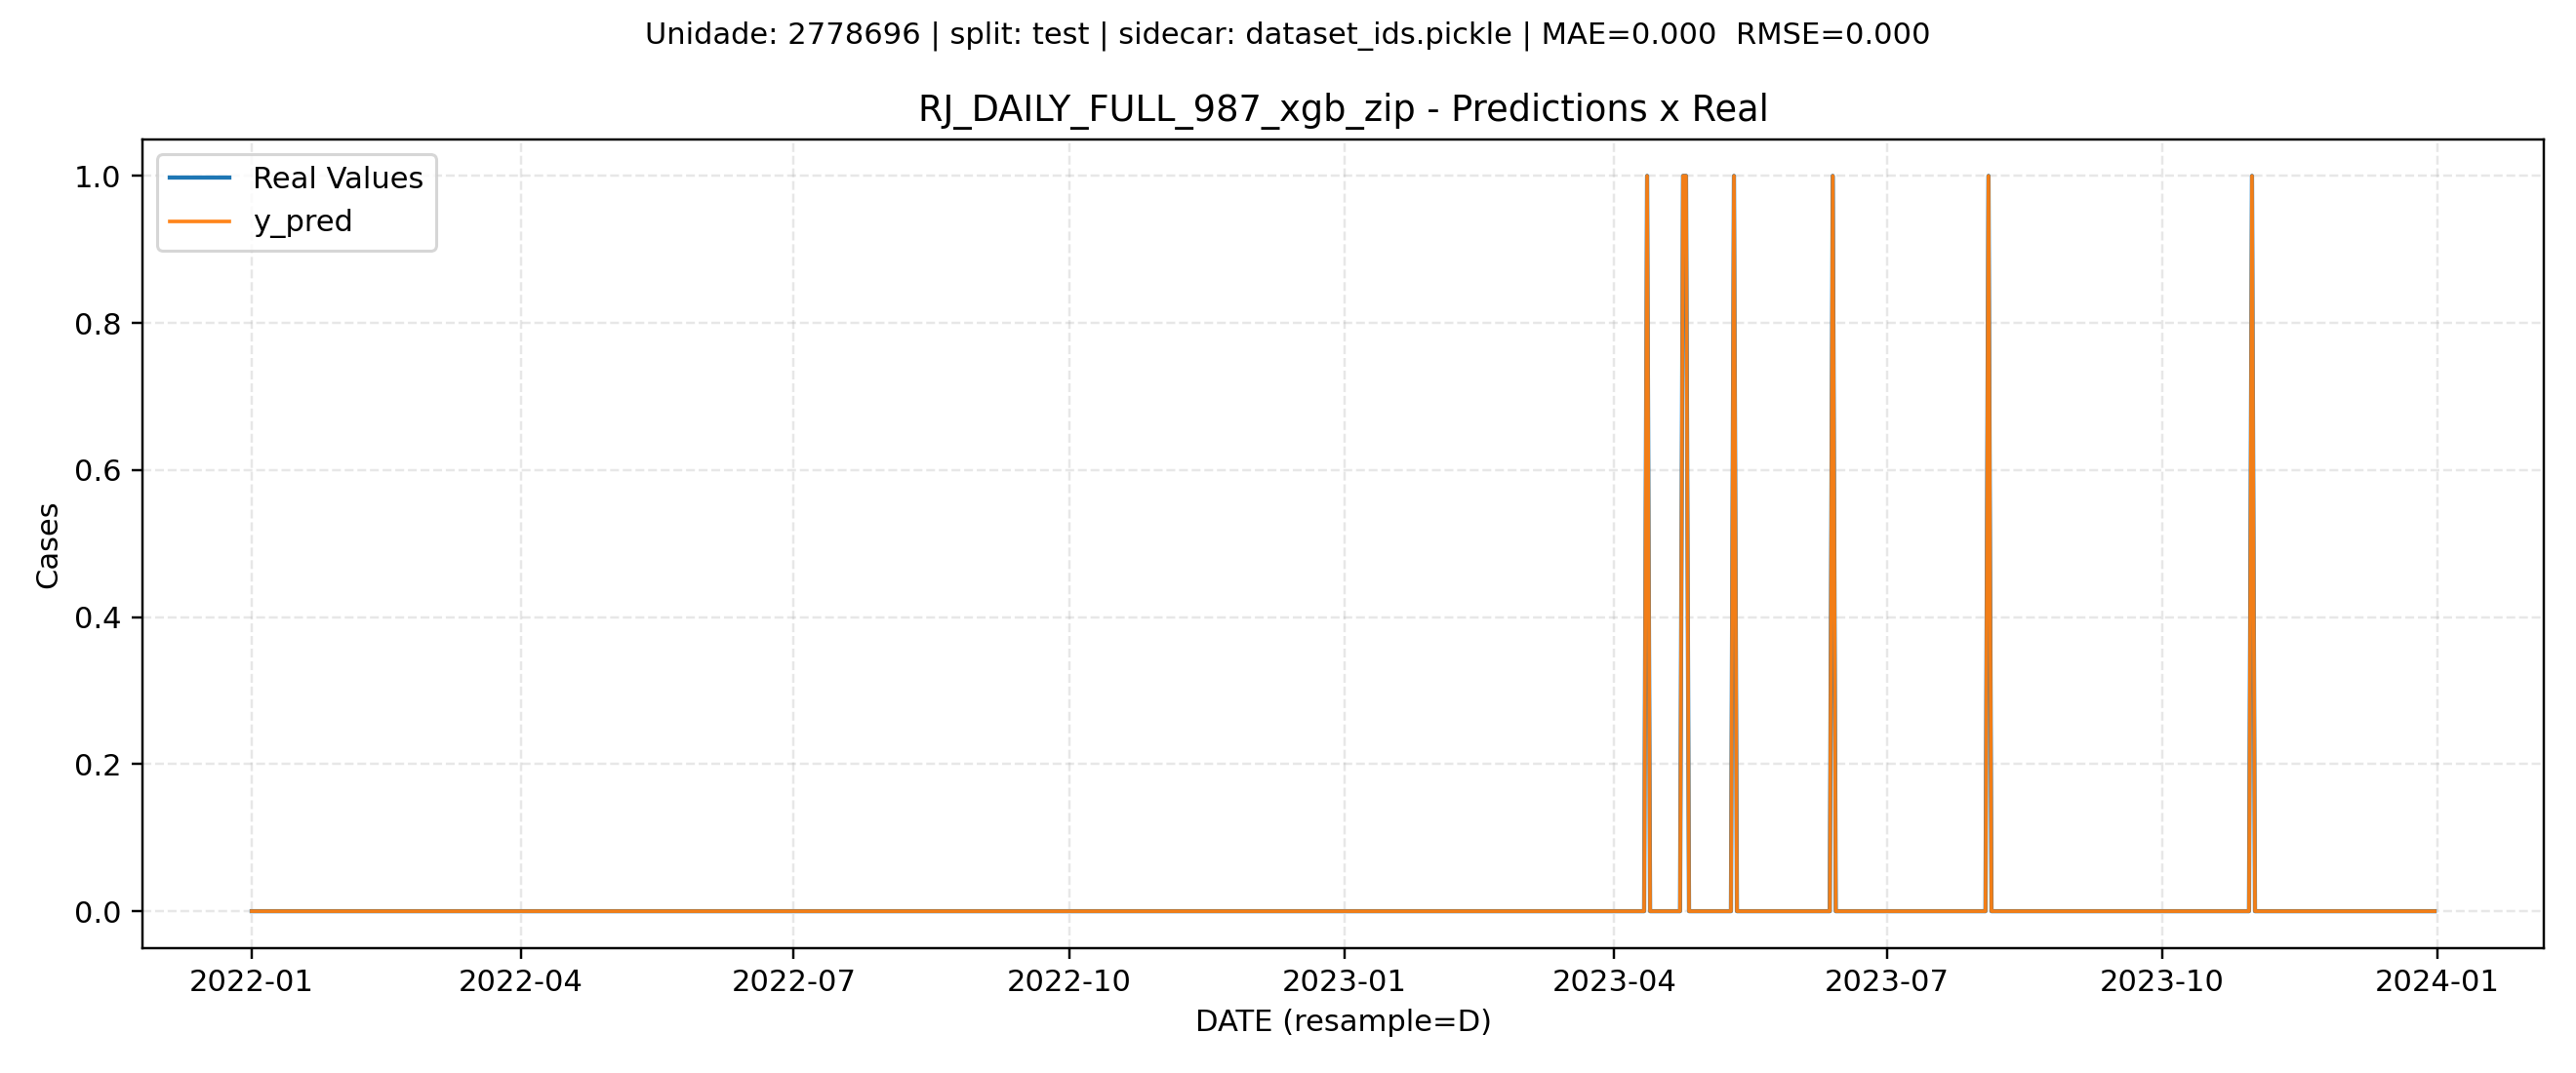 Unidade: 2778696 | split: test | sidecar: dataset_ids.pickle | MAE=0.000  RMSE=0.000
RJ_DAILY_FULL_987_xgb_zip - Predictions x Real
Real Values
y_pred
1.0
0.8
0.6
0.4
0.2
0.0
Cases
2022-01 2022-04 2022-07 2022-10 2023-01 2023-04 2023-07 2023-10 2024-01
DATE (resample=D)